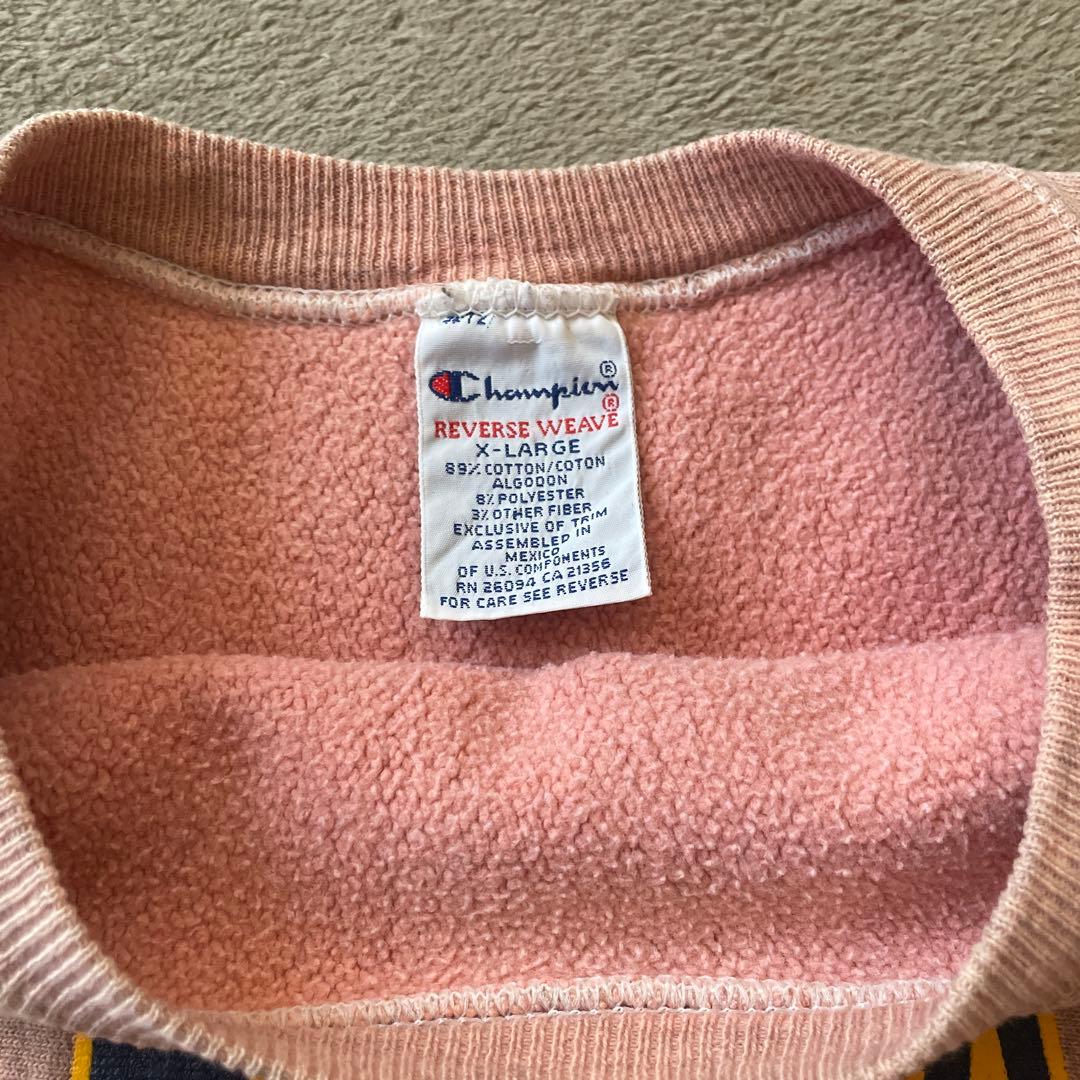 Champion®
REVERSE WEAVE®
X-LARGE
89% COTTON/COTON
ALGODON
8% POLYESTER
3% OTHER FIBER
EXCLUSIVE OF TRIM
ASSEMBLED IN
MEXICO
OF U.S. COMPONENTS
RN 26094 CA 21356
FOR CARE SEE REVERSE